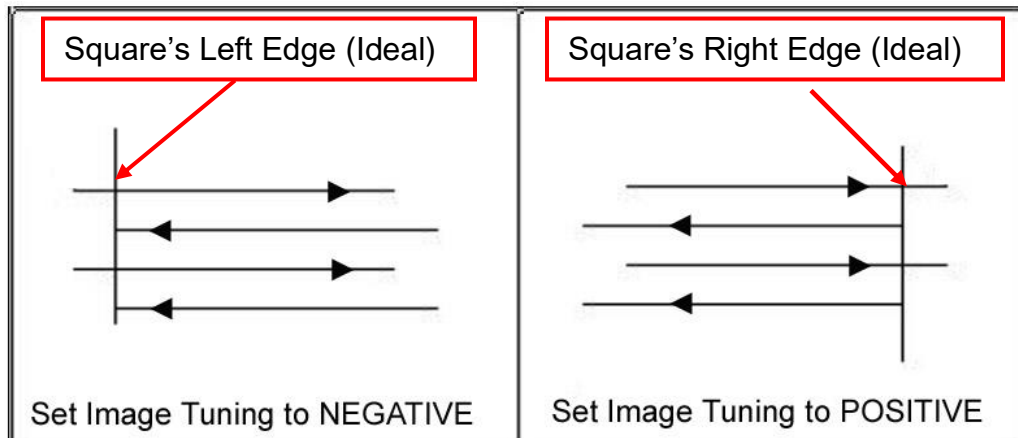 Square’s Left Edge (Ideal)
Square’s Right Edge (Ideal)
Set Image Tuning to NEGATIVE
Set Image Tuning to POSITIVE